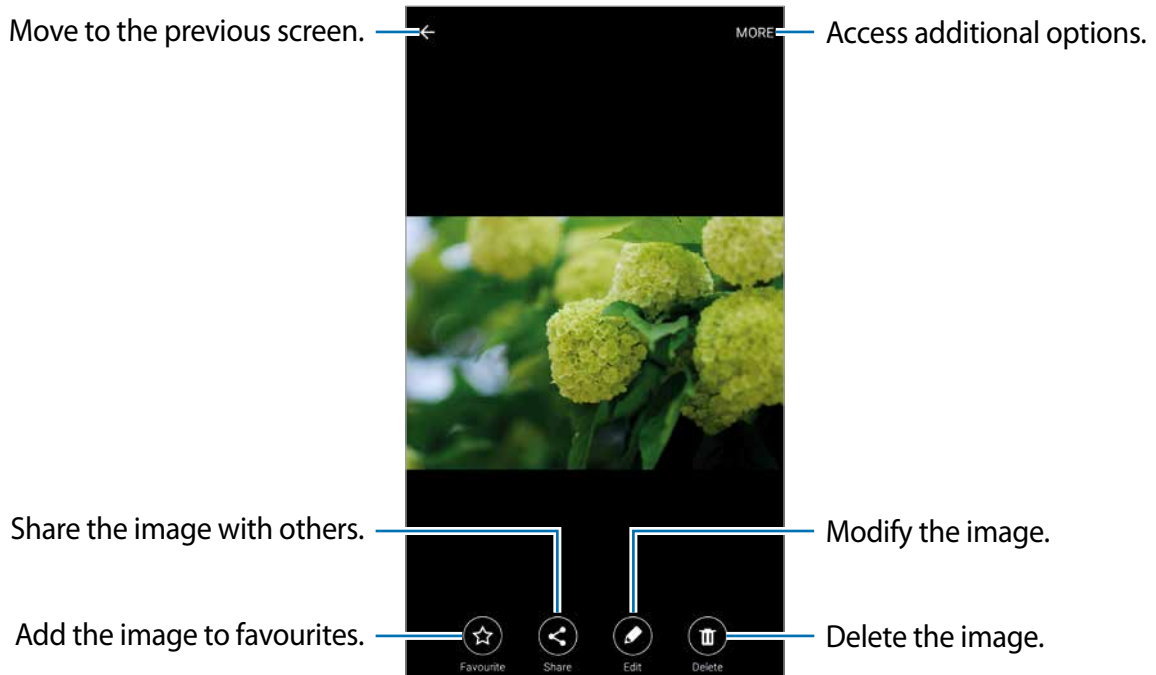 Move to the previous screen.
MORE
Access additional options.
Share the image with others.
Modify the image.
Add the image to favourites.
Delete the image.
Favourite
Share
Edit
Delete